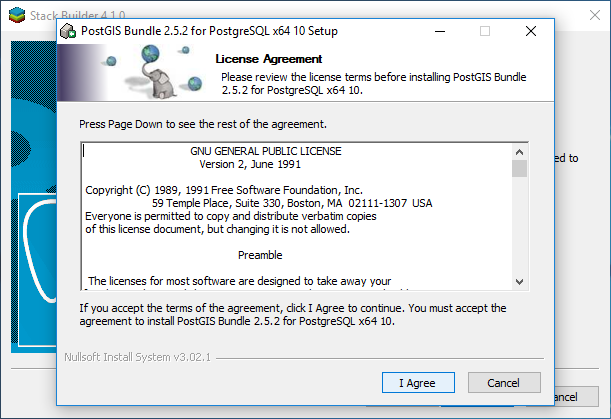 Stack Builder 4.1.0
PostGIS Bundle 2.5.2 for PostgreSQL x64 10 Setup
License Agreement
Please review the license terms before installing PostGIS Bundle
2.5.2 for PostgreSQL x64 10.
Press Page Down to see the rest of the agreement.
GNU GENERAL PUBLIC LICENSE
Version 2, June 1991
Copyright (C) 1989, 1991 Free Software Foundation, Inc.
59 Temple Place, Suite 330, Boston, MA 02111-1307 USA
Everyone is permitted to copy and distribute verbatim copies
of this license document, but changing it is not allowed.
Preamble
The licenses for most software are designed to take away your
If you accept the terms of the agreement, click I Agree to continue. You must accept the
agreement to install PostGIS Bundle 2.5.2 for PostgreSQL x64 10.
Nullsoft Install System v3.02.1
I Agree
Cancel
ed to
ancel